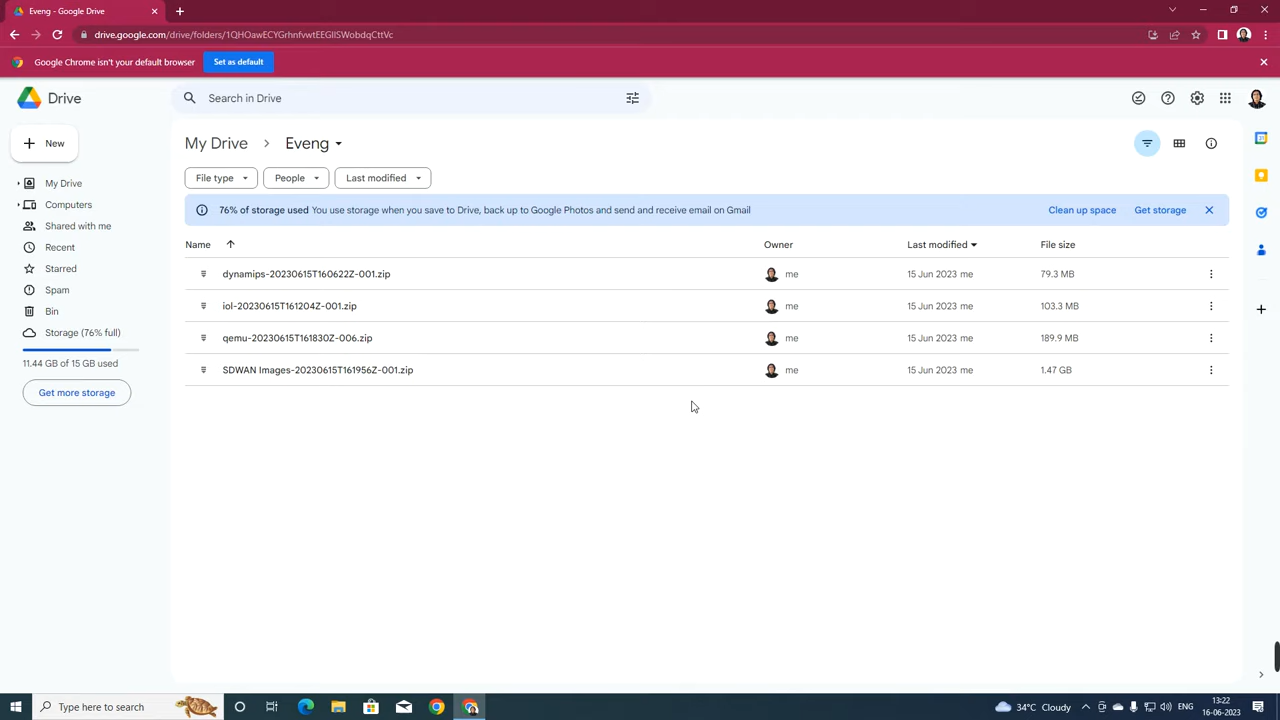 Eveng - Google Drive
drive.google.com/drive/folders/1QHOawECYGrhnfvwtEEGllSWobdqCttVc
Google Chrome isn't your default browser Set as default
Drive
Search in Drive
New
My Drive
Computers
Shared with me
Recent
Starred
Spam
Bin
Storage (76% full)
11.44 GB of 15 GB used
Get more storage
My Drive > Eveng
File type People Last modified
76% of storage used You use storage when you save to Drive, back up to Google Photos and send and receive email on Gmail Clean up space Get storage
Name Owner Last modified File size
dynamips-20230615T160622Z-001.zip me 15 Jun 2023 me 79.3 MB
iol-20230615T161204Z-001.zip me 15 Jun 2023 me 103.3 MB
qemu-20230615T161830Z-006.zip me 15 Jun 2023 me 189.9 MB
SDWAN Images-20230615T161956Z-001.zip me 15 Jun 2023 me 1.47 GB
Type here to search
34°C Cloudy
ENG
13:22
16-06-2023